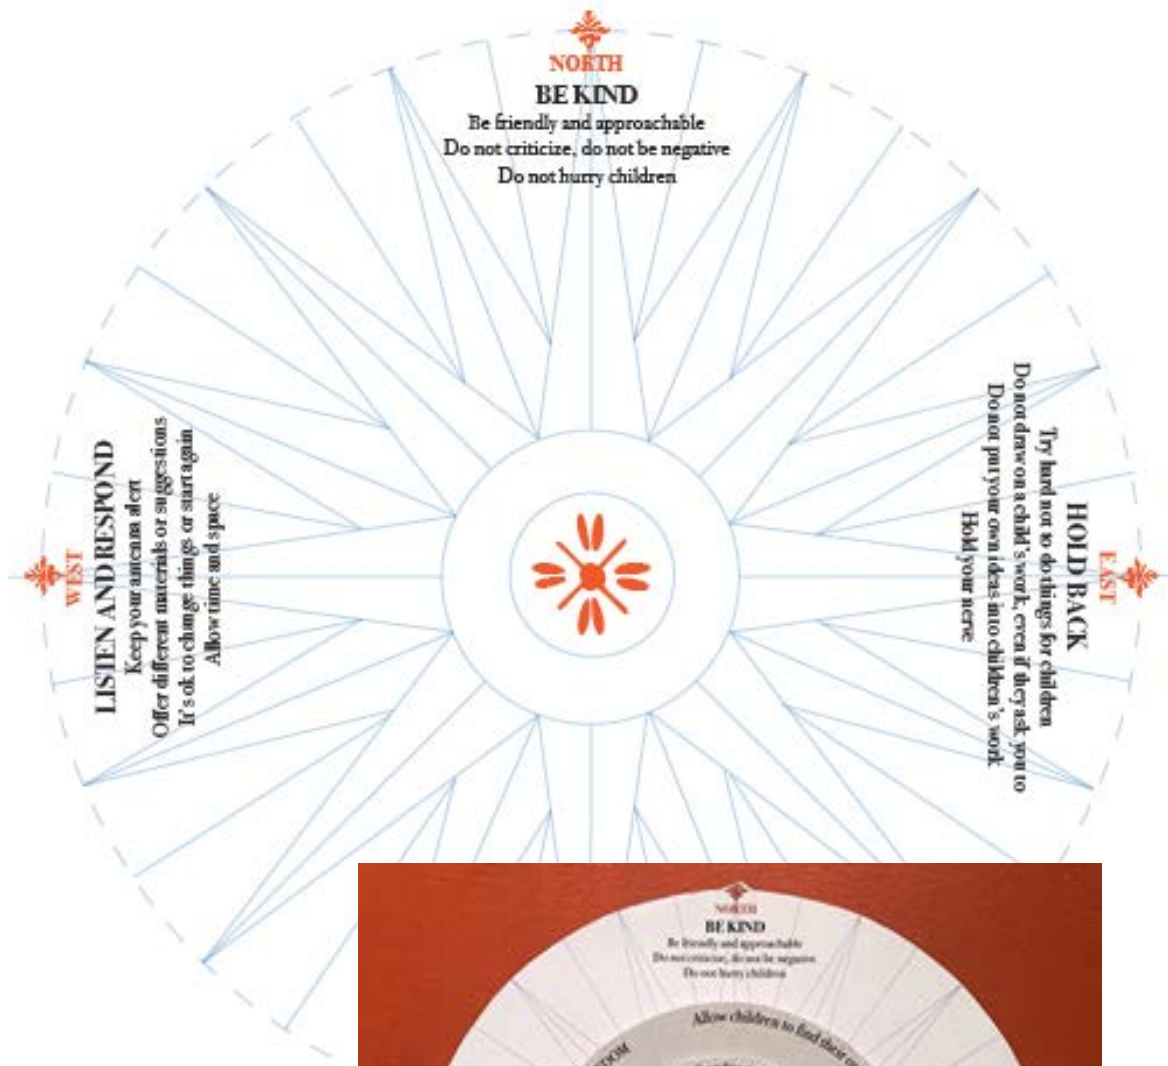 NORTH
BE KIND
Be friendly and approachable
Do not criticize, do not be negative
Do not hurry children
EAST
HOLD BACK
Try hard not to do things for children
Do not draw on a child's work, even if they ask you to
Do not put your own ideas into children's work
Hold your nerve
WEST
LISTEN AND RESPOND
Keep your antenna alert
Offer different materials or suggestions
It's ok to change things or start again
Allow time and space
NORTH
BE KIND
Be friendly and approachable
Do not criticize, do not be negative
Do not hurry children
Allow children to find their